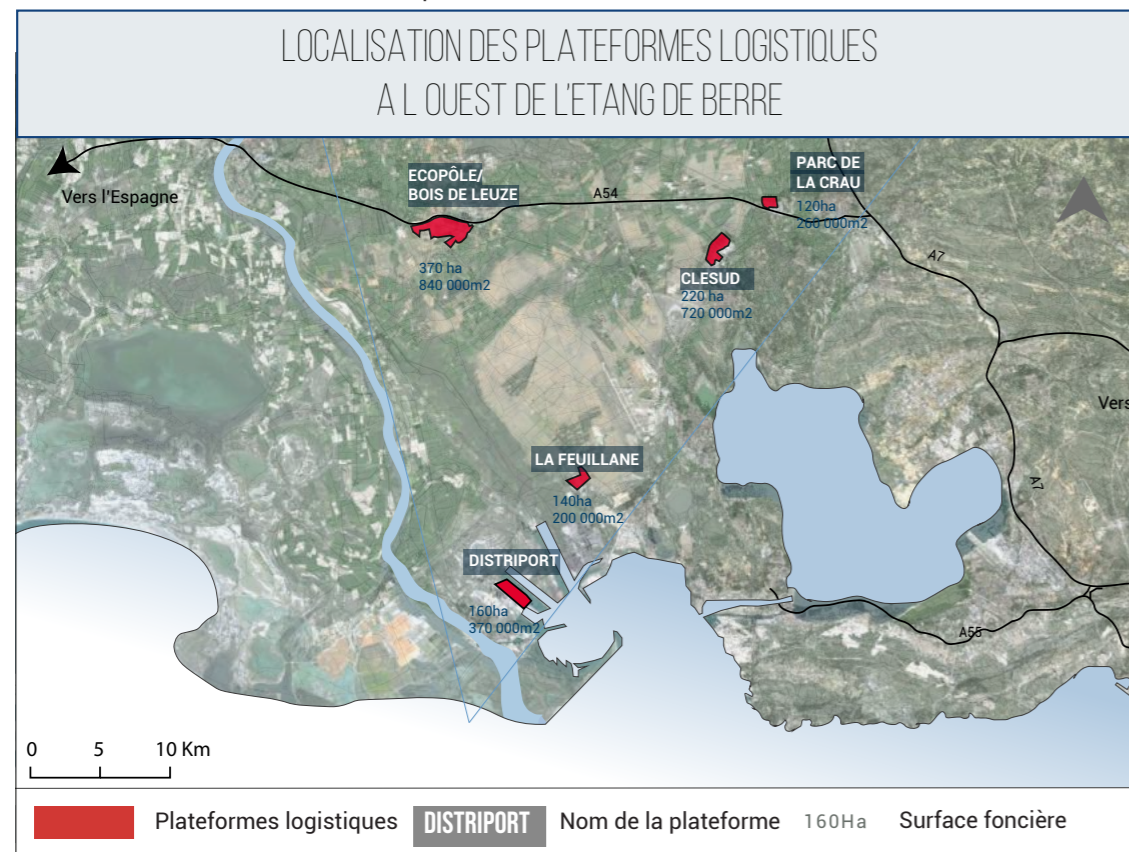 LOCALISATION DES PLATEFORMES LOGISTIQUES
A L OUEST DE L'ETANG DE BERRE
Vers l'Espagne
ECOPÔLE/
BOIS DE LEUZE
370 ha
840 000m2
A54
PARC DE
LA CRAU
120ha
260 000m2
A7
CLESUD
220 ha
720 000m2
Vers
LA FEUILLANE
140ha
200 000m2
A7
DISTRIPORT
160ha
370 000m2
A55
0 5 10 Km
Plateformes logistiques DISTRIPORT Nom de la plateforme 160Ha Surface foncière